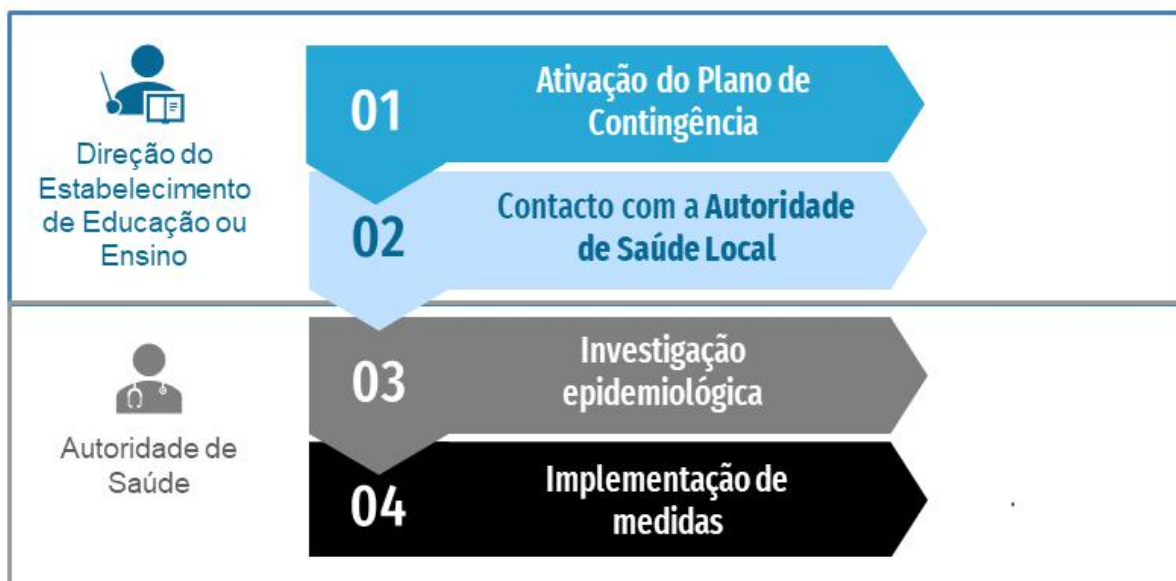 Direção do
Estabelecimento
de Educação ou
Ensino
01
Ativação do Plano de
Contingência
02
Contacto com a Autoridade
de Saúde Local
Autoridade de
Saúde
03
Investigação
epidemiológica
04
Implementação de
medidas